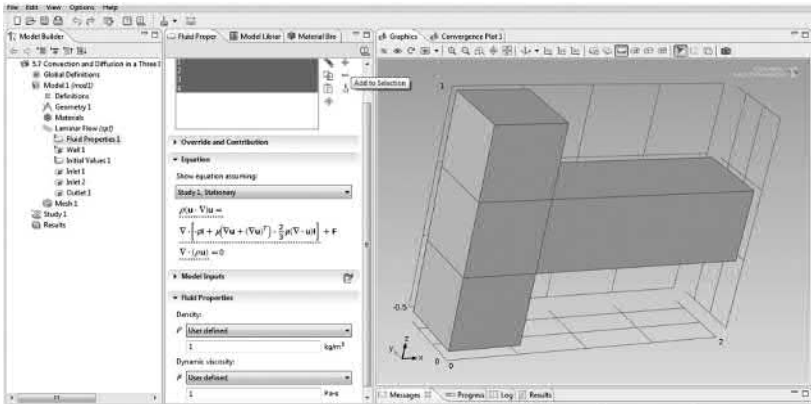 File Edit View Options Help
Model Builder
Fluid Proper
Model Librar
Material Bro
Graphics
Convergence Plot 1
5.7 Convection and Diffusion in a Three D
Global Definitions
Model 1 (mod1)
Definitions
Geometry 1
Materials
Laminar Flow (spf)
Fluid Properties 1
Wall 1
Initial Values 1
Inlet 1
Inlet 2
Outlet 1
Mesh 1
Study 1
Results
Add to Selection
Override and Contribution
Equation
Show equation assuming:
Study 1, Stationary
ρ(u · ∇)u =
∇ · [-pI + μ(∇u + (∇u)ᵀ) - 2/3 μ(∇ · u)I] + F
∇ · (ρu) = 0
Model Inputs
Fluid Properties
Density:
ρ User defined
1 kg/m³
Dynamic viscosity:
μ User defined
1 Pa·s
1
-0.5
0
0
2
z
y
x
Messages
Progress
Log
Results